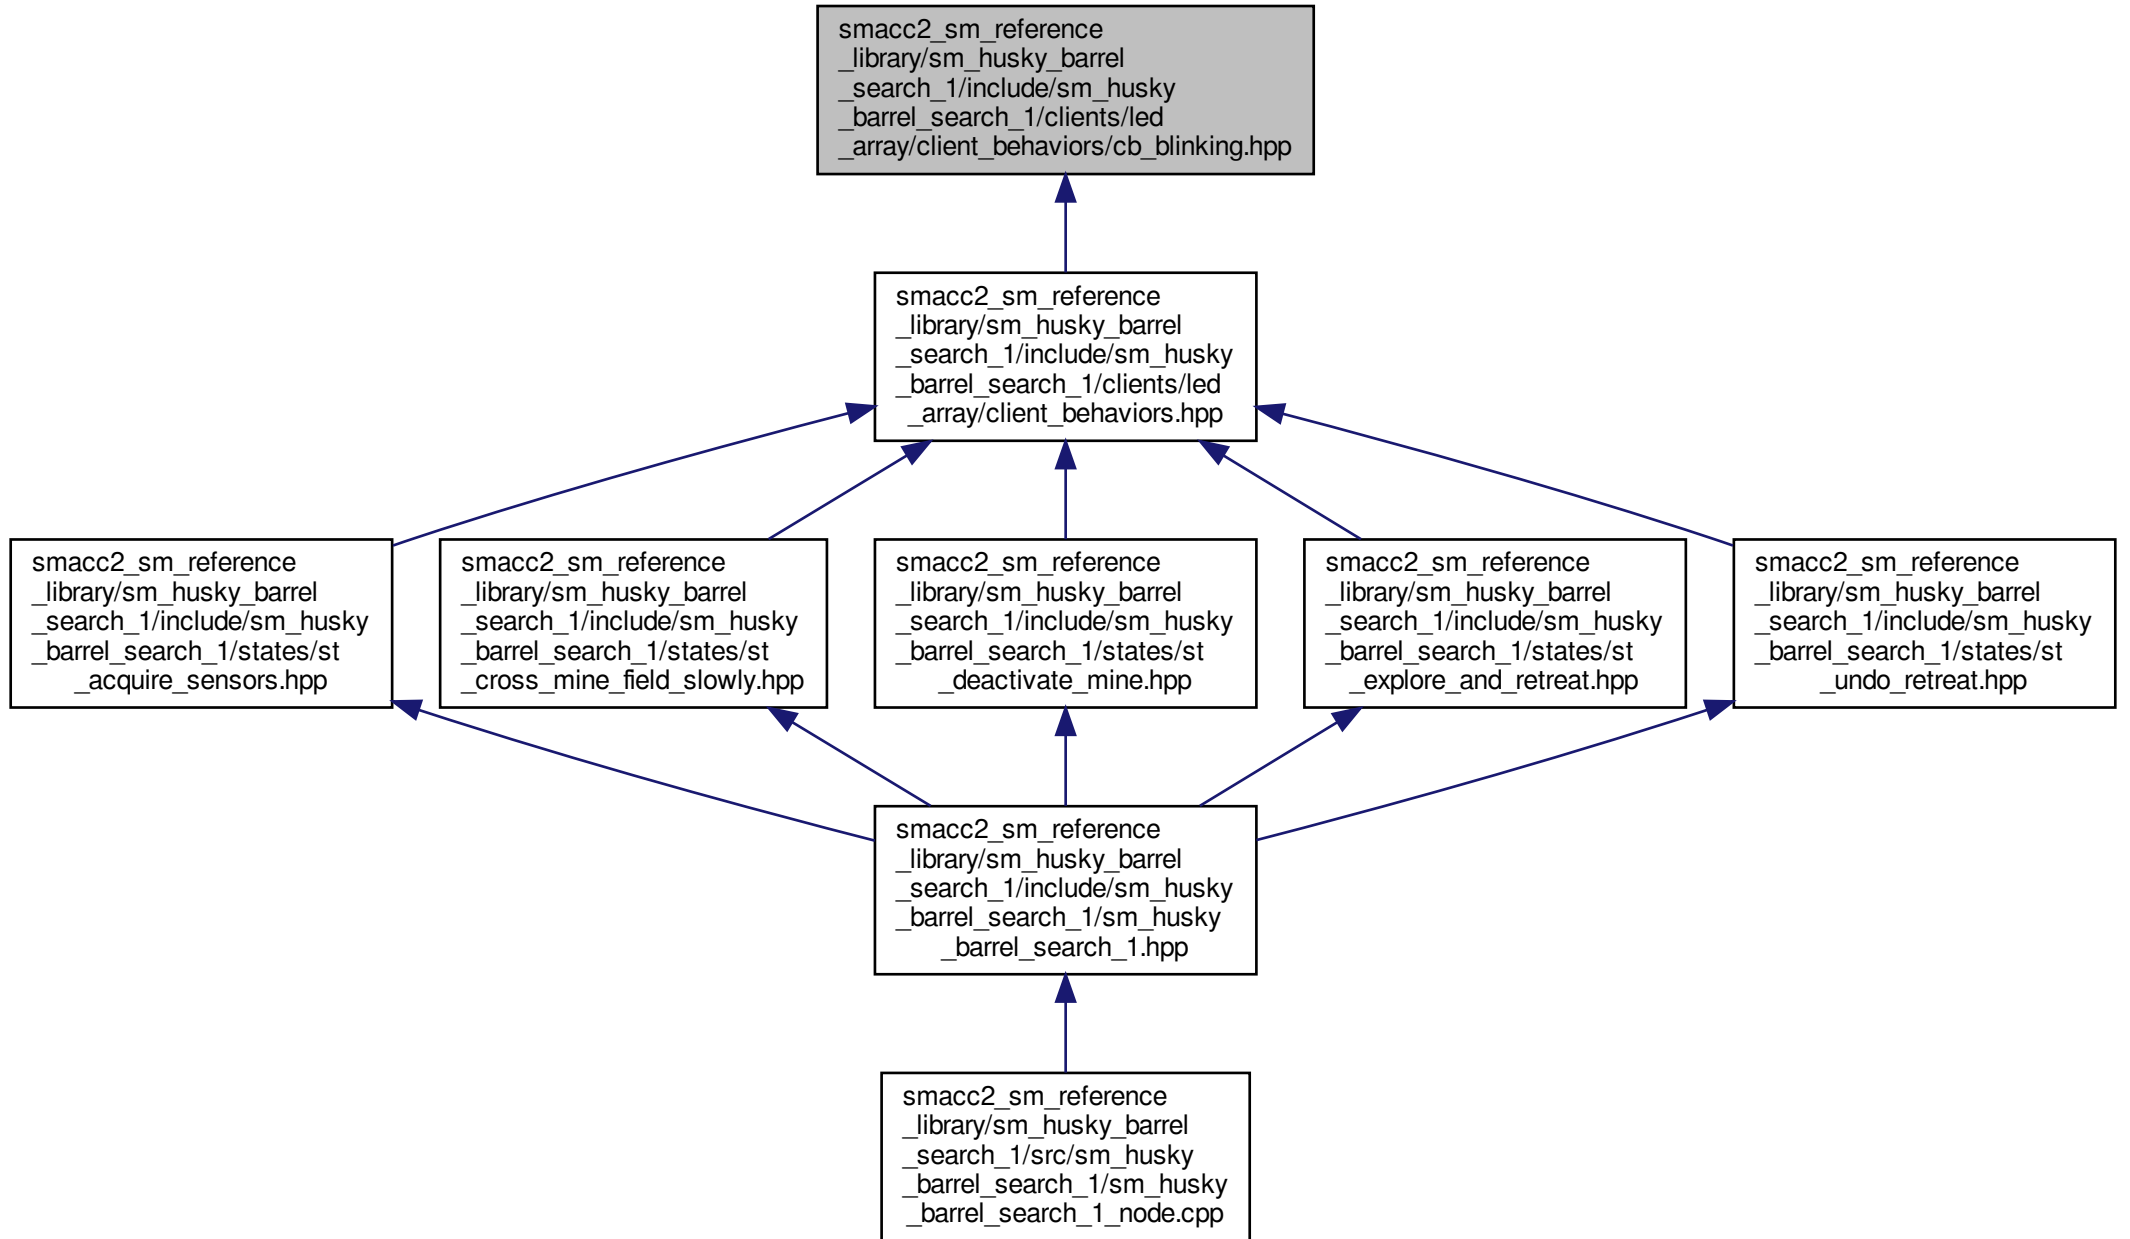 smacc2_sm_reference
_library/sm_husky_barrel
_search_1/include/sm_husky
_barrel_search_1/clients/led
_array/client_behaviors/cb_blinking.hpp
smacc2_sm_reference
_library/sm_husky_barrel
_search_1/include/sm_husky
_barrel_search_1/clients/led
_array/client_behaviors.hpp
smacc2_sm_reference
_library/sm_husky_barrel
_search_1/include/sm_husky
_barrel_search_1/states/st
_acquire_sensors.hpp
smacc2_sm_reference
_library/sm_husky_barrel
_search_1/include/sm_husky
_barrel_search_1/states/st
_cross_mine_field_slowly.hpp
smacc2_sm_reference
_library/sm_husky_barrel
_search_1/include/sm_husky
_barrel_search_1/states/st
_deactivate_mine.hpp
smacc2_sm_reference
_library/sm_husky_barrel
_search_1/include/sm_husky
_barrel_search_1/states/st
_explore_and_retreat.hpp
smacc2_sm_reference
_library/sm_husky_barrel
_search_1/include/sm_husky
_barrel_search_1/states/st
_undo_retreat.hpp
smacc2_sm_reference
_library/sm_husky_barrel
_search_1/include/sm_husky
_barrel_search_1/sm_husky
_barrel_search_1.hpp
smacc2_sm_reference
_library/sm_husky_barrel
_search_1/src/sm_husky
_barrel_search_1/sm_husky
_barrel_search_1_node.cpp